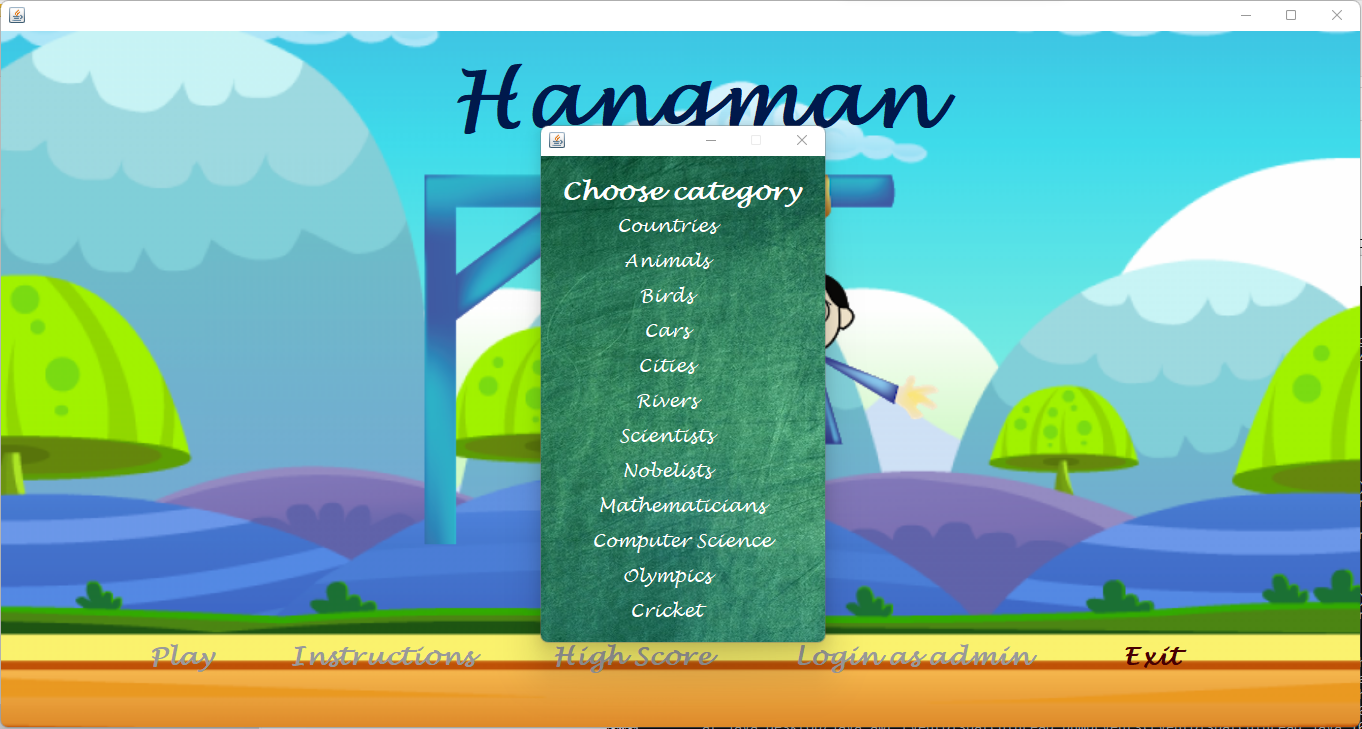 Hangman
Choose category
Countries
Animals
Birds
Cars
Cities
Rivers
Scientists
Nobelists
Mathematicians
Computer Science
Olympics
Cricket
Play Instructions High Score Login as admin Exit